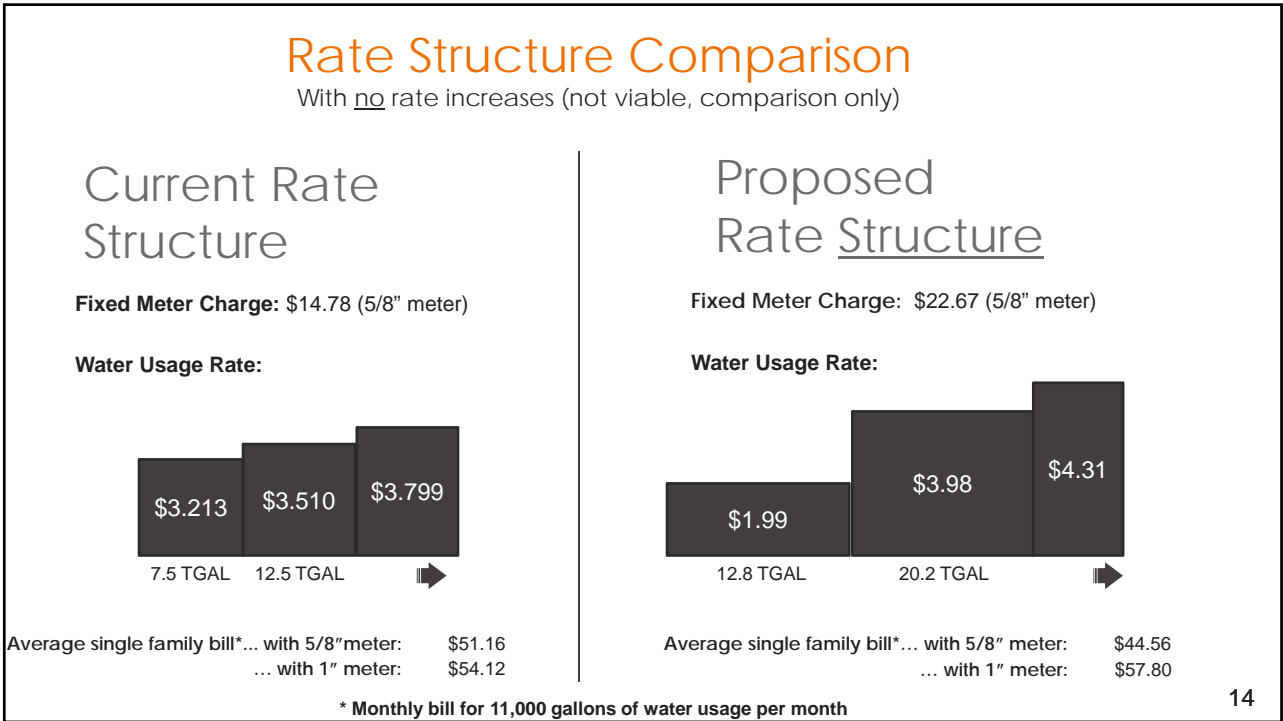 Rate Structure Comparison
With no rate increases (not viable, comparison only)
Current Rate
Structure
Fixed Meter Charge: $14.78 (5/8” meter)
Water Usage Rate:
$3.213
$3.510
$3.799
7.5 TGAL
12.5 TGAL
Average single family bill*... with 5/8”meter: $51.16
... with 1” meter: $54.12
Proposed
Rate Structure
Fixed Meter Charge: $22.67 (5/8” meter)
Water Usage Rate:
$1.99
$3.98
$4.31
12.8 TGAL
20.2 TGAL
Average single family bill*... with 5/8” meter: $44.56
... with 1” meter: $57.80
* Monthly bill for 11,000 gallons of water usage per month
14